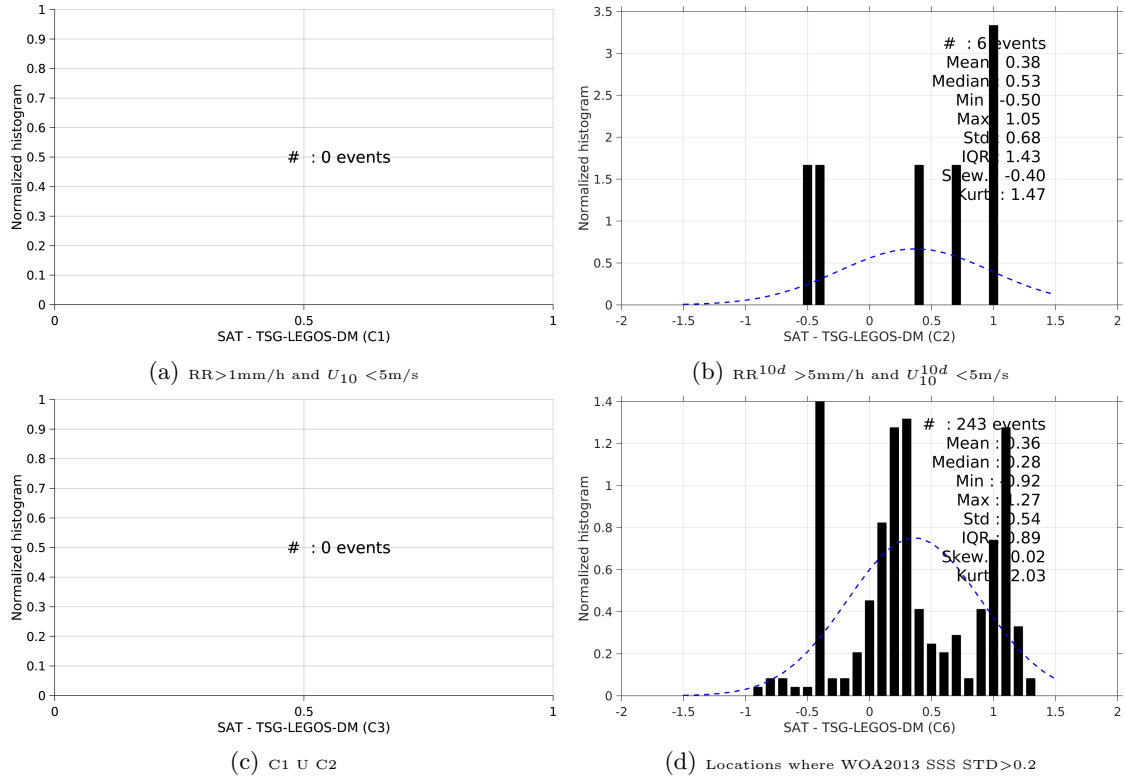 1
0.9
0.8
0.7
0.6
0.5
0.4
0.3
0.2
0.1
0
Normalized histogram
# : 0 events
0
0.5
1
SAT - TSG-LEGOS-DM (C1)
(a) RR>1mm/h and U10 <5m/s
3.5
3
2.5
2
1.5
1
0.5
0
Normalized histogram
# : 6 events
Mean : 0.38
Median : 0.53
Min : -0.50
Max : 1.05
Std : 0.68
IQR : 1.43
Skew. : -0.40
Kurt. : 1.47
-2
-1.5
-1
-0.5
0
0.5
1
1.5
2
SAT - TSG-LEGOS-DM (C2)
(b) RR^10d >5mm/h and U10^10d <5m/s
1
0.9
0.8
0.7
0.6
0.5
0.4
0.3
0.2
0.1
0
Normalized histogram
# : 0 events
0
0.5
1
SAT - TSG-LEGOS-DM (C3)
(c) C1 U C2
1.4
1.2
1
0.8
0.6
0.4
0.2
0
Normalized histogram
# : 243 events
Mean : 0.36
Median : 0.28
Min : -0.92
Max : 1.27
Std : 0.54
IQR : 0.89
Skew. 0.02
Kurt. 2.03
-2
-1.5
-1
-0.5
0
0.5
1
1.5
2
SAT - TSG-LEGOS-DM (C6)
(d) Locations where WOA2013 SSS STD>0.2